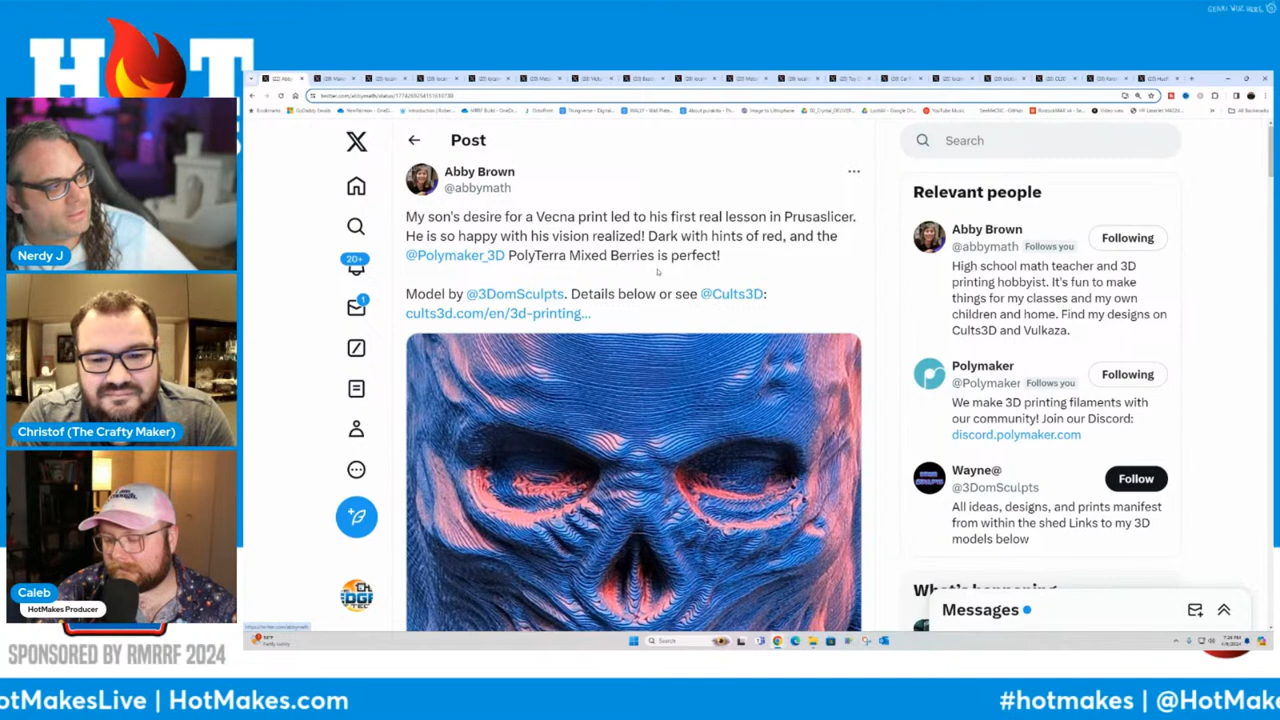 H T
Nerdy J
Christof (The Crafty Maker)
Caleb
HotMakes Producer
SPONSORED BY RMRRF 2024
Post
Abby Brown
@abbymath
My son's desire for a Vecna print led to his first real lesson in Prusaslicer.
He is so happy with his vision realized! Dark with hints of red, and the
@Polymaker_3D PolyTerra Mixed Berries is perfect!
Model by @3DomSculpts. Details below or see @Cults3D:
cults3d.com/en/3d-printing...
20+
1
Search
Relevant people
Abby Brown
@abbymath Follows you
Following
High school math teacher and 3D
printing hobbyist. It's fun to make
things for my classes and my own
children and home. Find my designs on
Cults3D and Vulkaza.
Polymaker
@Polymaker Follows you
Following
We make 3D printing filaments with
our community! Join our Discord:
discord.polymaker.com
Wayne@
@3DomSculpts
Follow
All ideas, designs, and prints manifest
from within the shed Links to my 3D
models below
What's happening
Messages
Search
otMakesLive | HotMakes.com
#hotmakes | @HotMake